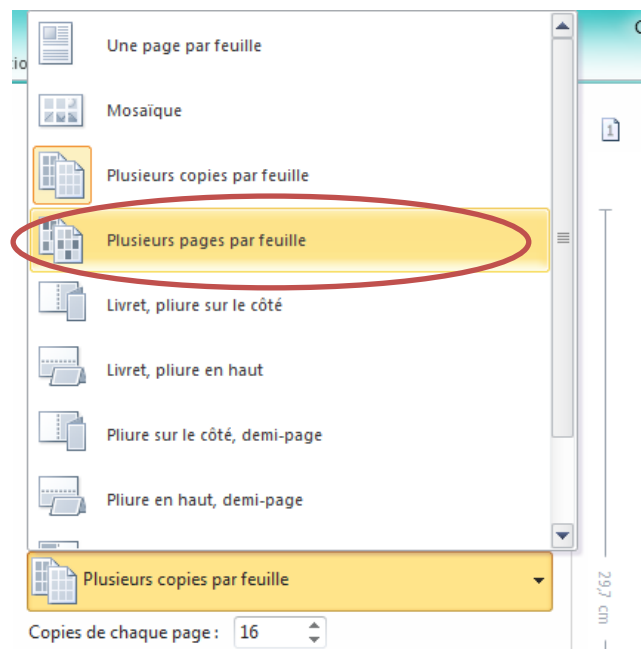 Une page par feuille
Mosaïque
1
Plusieurs copies par feuille
Plusieurs pages par feuille
Livret, pliure sur le côté
Livret, pliure en haut
Pliure sur le côté, demi-page
Pliure en haut, demi-page
Plusieurs copies par feuille
29,7 cm
Copies de chaque page : 16